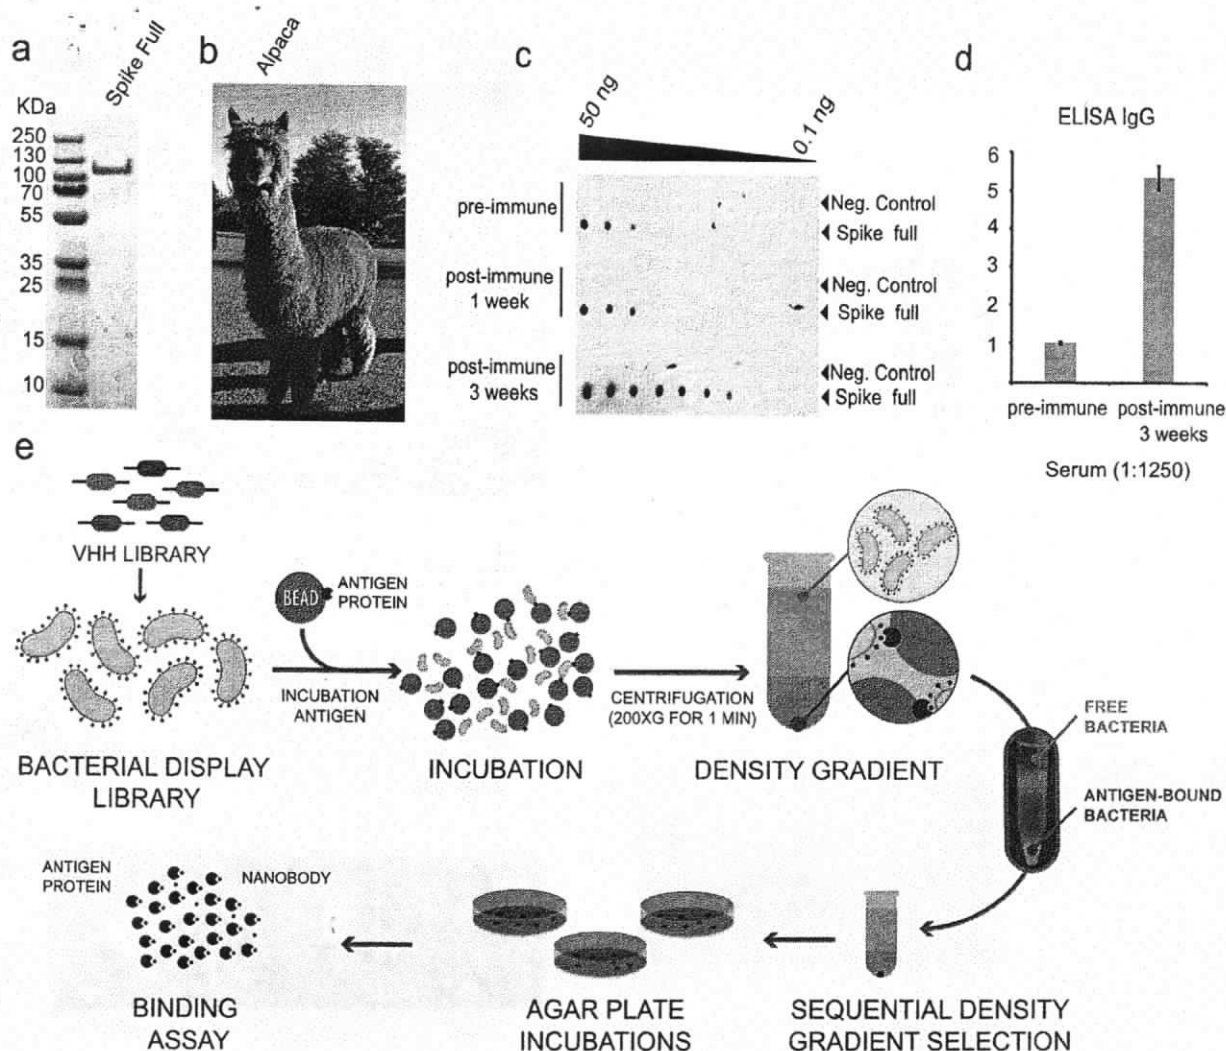 a
Spike Full
KDa
250
130
100
70
55
35
25
15
10
b
Alpaca
c
50 ng
0.1 ng
pre-immune
Neg. Control
Spike full
post-immune
1 week
Neg. Control
Spike full
post-immune
3 weeks
Neg. Control
Spike full
d
ELISA IgG
6
5
4
3
2
1
pre-immune
post-immune
3 weeks
Serum (1:1250)
e
VHH LIBRARY
BACTERIAL DISPLAY
LIBRARY
BEAD
ANTIGEN
PROTEIN
INCUBATION
ANTIGEN
INCUBATION
CENTRIFUGATION
(200XG FOR 1 MIN)
DENSITY GRADIENT
FREE
BACTERIA
ANTIGEN-BOUND
BACTERIA
SEQUENTIAL DENSITY
GRADIENT SELECTION
AGAR PLATE
INCUBATIONS
ANTIGEN
PROTEIN
NANOBODY
BINDING
ASSAY